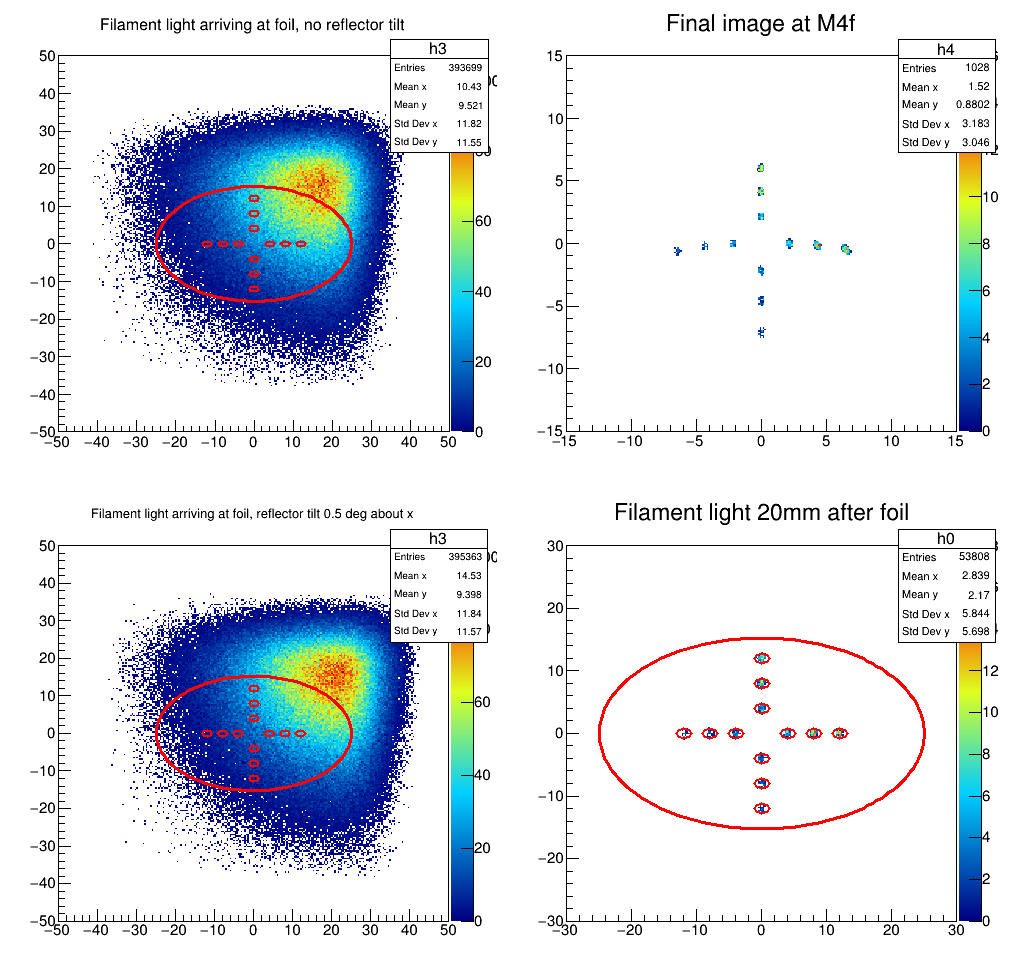 Filament light arriving at foil, no reflector tilt
h3
Entries 393699
Mean x 10.43
Mean y 9.521
Std Dev x 11.82
Std Dev y 11.55
50
40
30
20
10
0
−10
−20
−30
−40
−50
−50 −40 −30 −20 −10 0 10 20 30 40 50
60
40
20
0
Final image at M4f
h4
Entries 1028
Mean x 1.52
Mean y 0.8802
Std Dev x 3.183
Std Dev y 3.046
15
10
5
0
−5
−10
−15
−15 −10 −5 0 5 10 15
10
8
6
4
2
0
Filament light arriving at foil, reflector tilt 0.5 deg about x
h3
Entries 395363
Mean x 14.53
Mean y 9.398
Std Dev x 11.84
Std Dev y 11.57
50
40
30
20
10
0
−10
−20
−30
−40
−50
−50 −40 −30 −20 −10 0 10 20 30 40 50
60
40
20
0
Filament light 20mm after foil
h0
Entries 53808
Mean x 2.839
Mean y 2.17
Std Dev x 5.844
Std Dev y 5.698
30
20
10
0
−10
−20
−30
−30 −20 −10 0 10 20 30
12
10
8
6
4
2
0